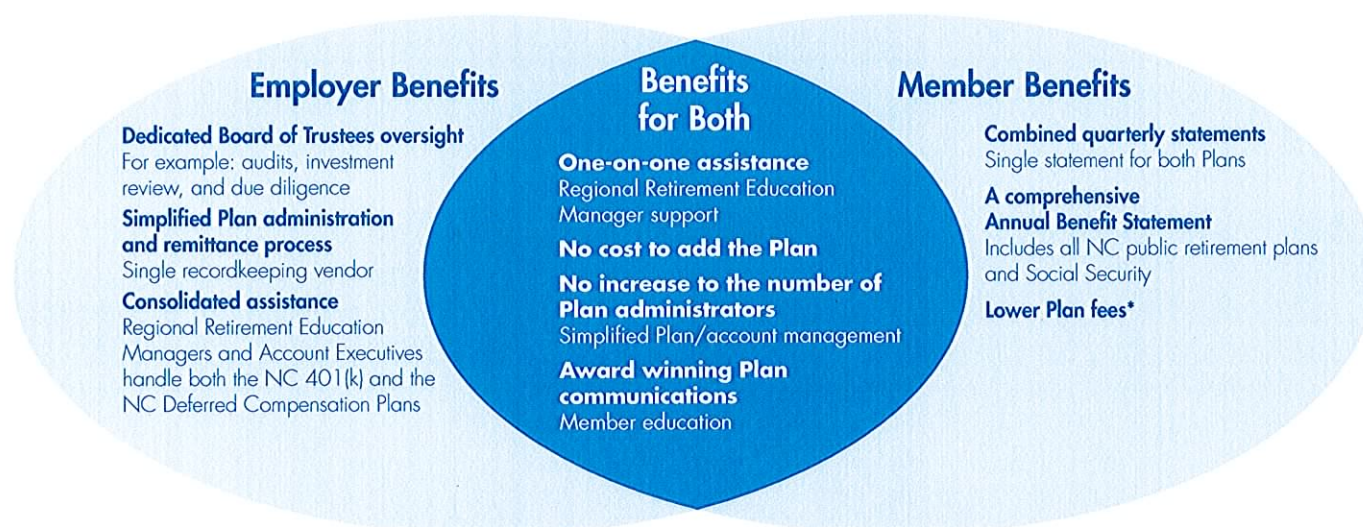 Employer Benefits
Dedicated Board of Trustees oversight
For example: audits, investment
review, and due diligence
Simplified Plan administration
and remittance process
Single recordkeeping vendor
Consolidated assistance
Regional Retirement Education
Managers and Account Executives
handle both the NC 401(k) and the
NC Deferred Compensation Plans
Benefits
for Both
One-on-one assistance
Regional Retirement Education
Manager support
No cost to add the Plan
No increase to the number of
Plan administrators
Simplified Plan/account management
Award winning Plan
communications
Member education
Member Benefits
Combined quarterly statements
Single statement for both Plans
A comprehensive
Annual Benefit Statement
Includes all NC public retirement plans
and Social Security
Lower Plan fees*